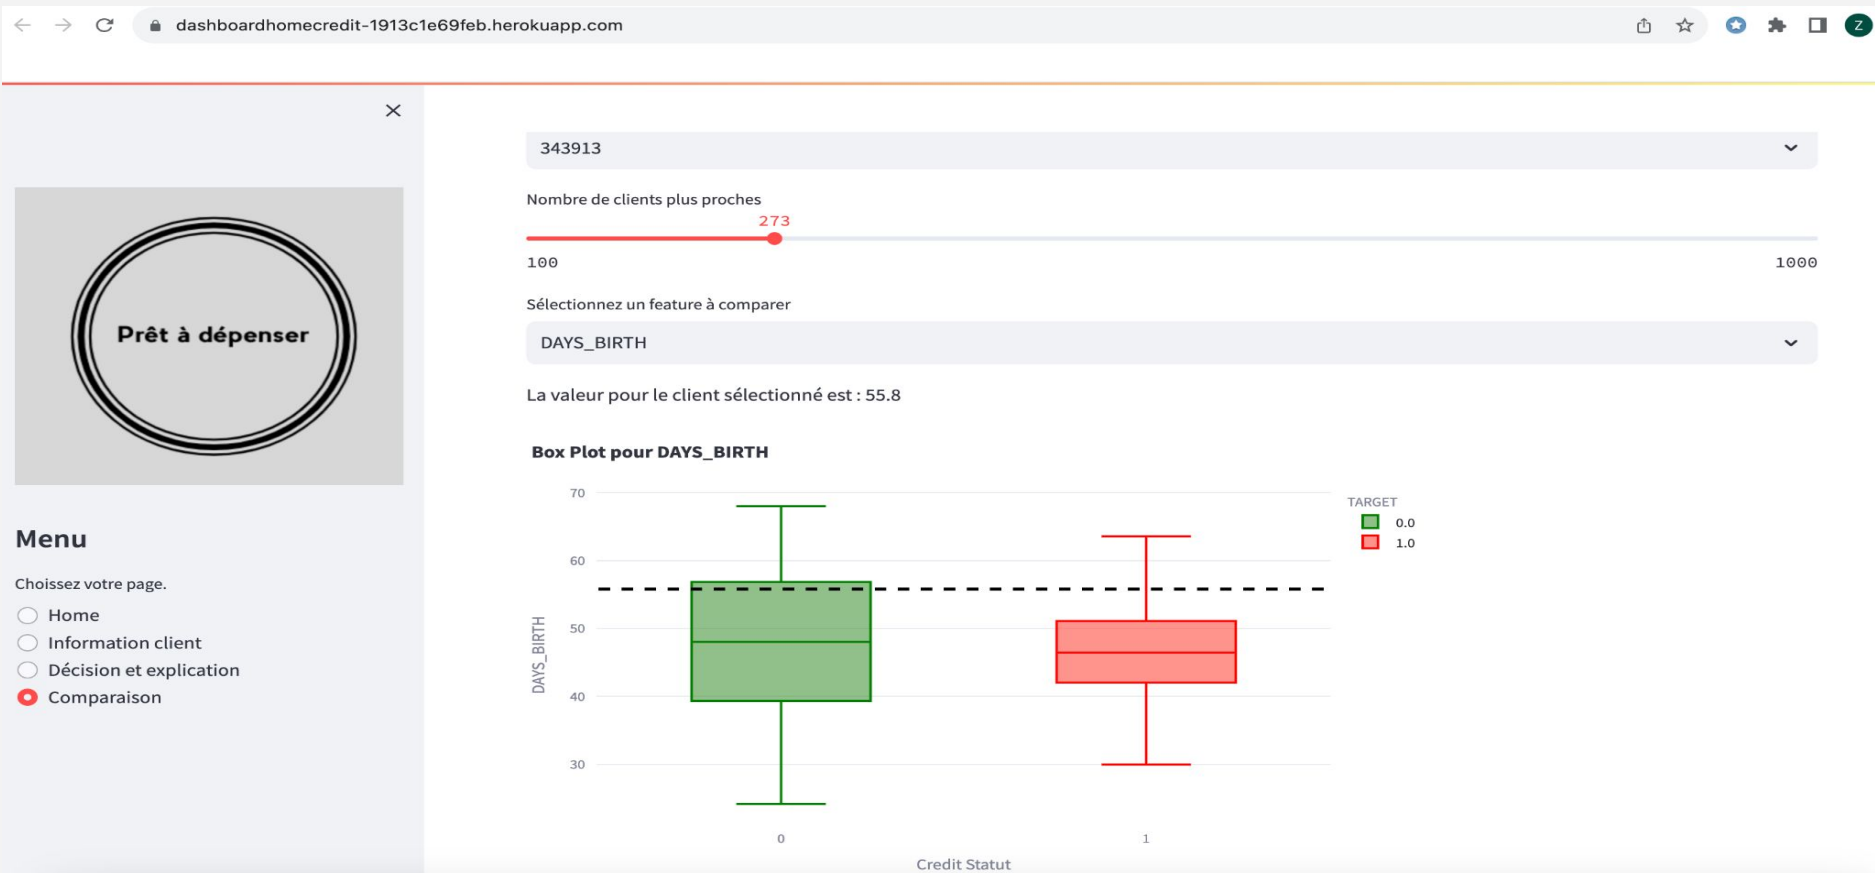 dashboardhomecredit-1913c1e69feb.herokuapp.com
Z
Prêt à dépenser
Menu
Choissez votre page.
Home
Information client
Décision et explication
Comparaison
343913
Nombre de clients plus proches
273
100 1000
Sélectionnez un feature à comparer
DAYS_BIRTH
La valeur pour le client sélectionné est : 55.8
Box Plot pour DAYS_BIRTH
70
60
50
40
30
DAYS_BIRTH
0 1
Credit Statut
TARGET
0.0
1.0